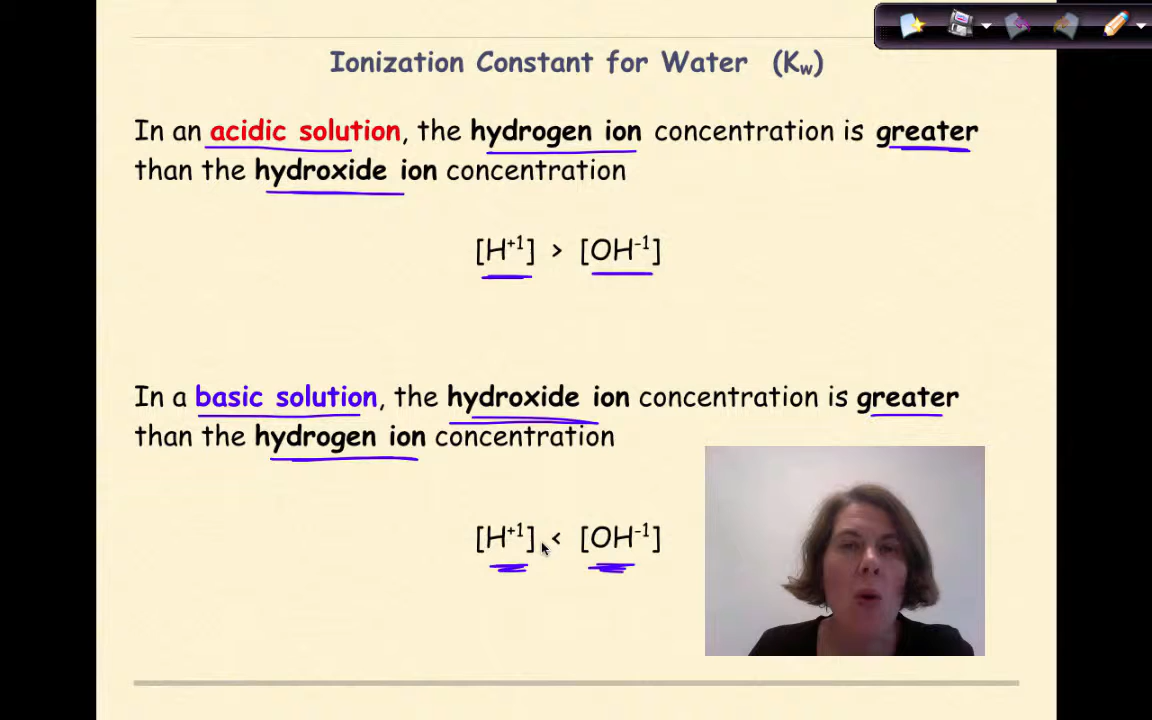 Ionization Constant for Water (Kw)
In an acidic solution, the hydrogen ion concentration is greater
than the hydroxide ion concentration
[H⁺¹] > [OH⁻¹]
In a basic solution, the hydroxide ion concentration is greater
than the hydrogen ion concentration
[H⁺¹] < [OH⁻¹]